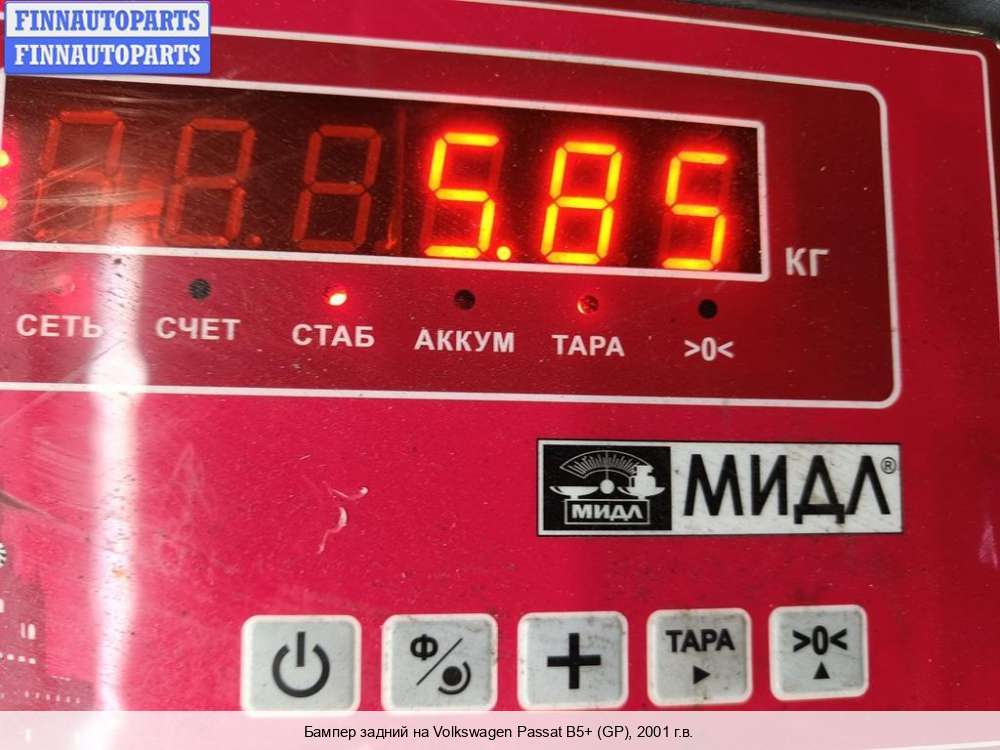 FINNAUTOPARTS
FINNAUTOPARTS
5.85
КГ
СЕТЬ СЧЕТ СТАБ АККУМ ТАРА >0<
МИДЛ МИДЛ®
Ф ТАРА >0<
Бампер задний на Volkswagen Passat B5+ (GP), 2001 г.в.